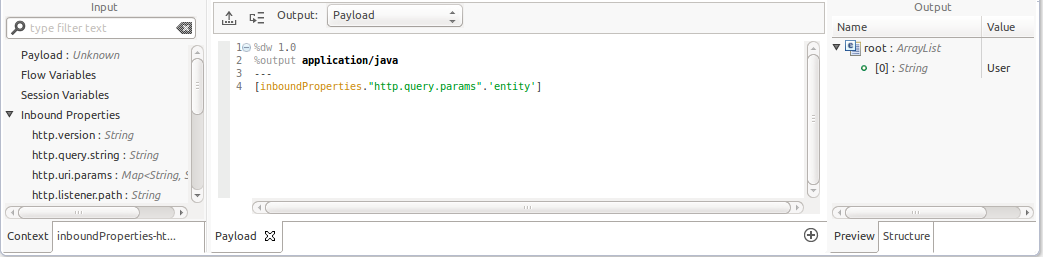 Input
type filter text
Payload : Unknown
Flow Variables
Session Variables
Inbound Properties
http.version : String
http.query.string : String
http.uri.params : Map<String, S
http.listener.path : String
Context
inboundProperties-ht...
Output:
Payload
1 %dw 1.0
2 %output application/java
3 ---
4 [inboundProperties."http.query.params".'entity']
Payload
Output
Name Value
root : ArrayList
[0] : String User
Preview Structure